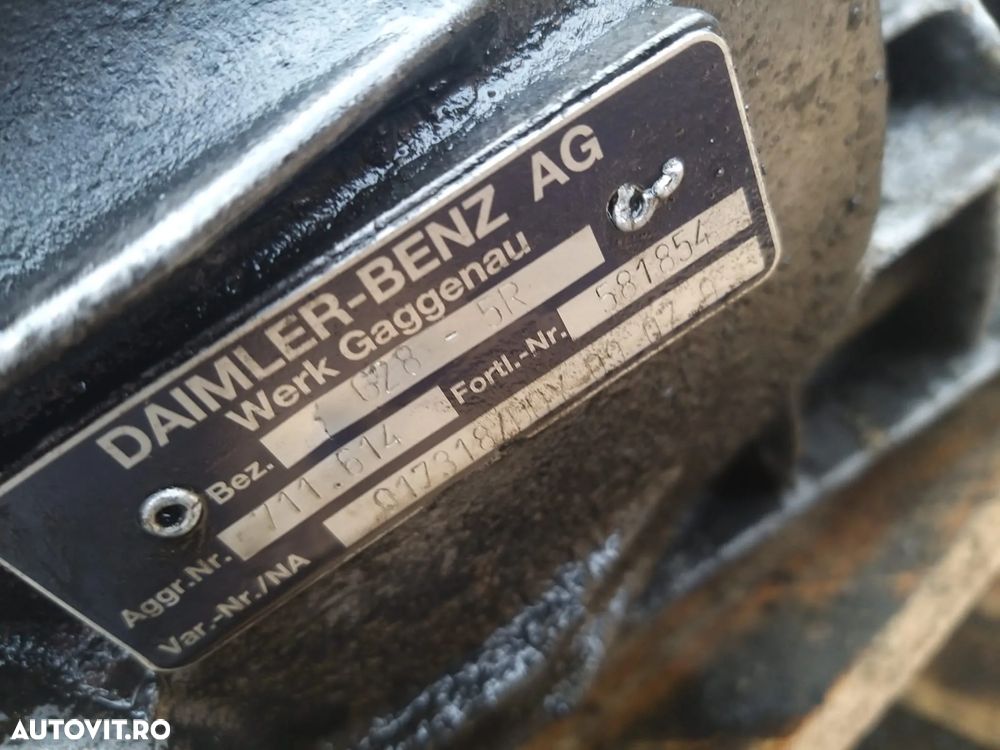 DAIMLER-BENZ AG
Werk Gaggenau
Bez. G28 - 5R
Aggr.Nr. 711.614 Fortl.-Nr. 581854
Var.-Nr./NA
AUTOVIT.RO